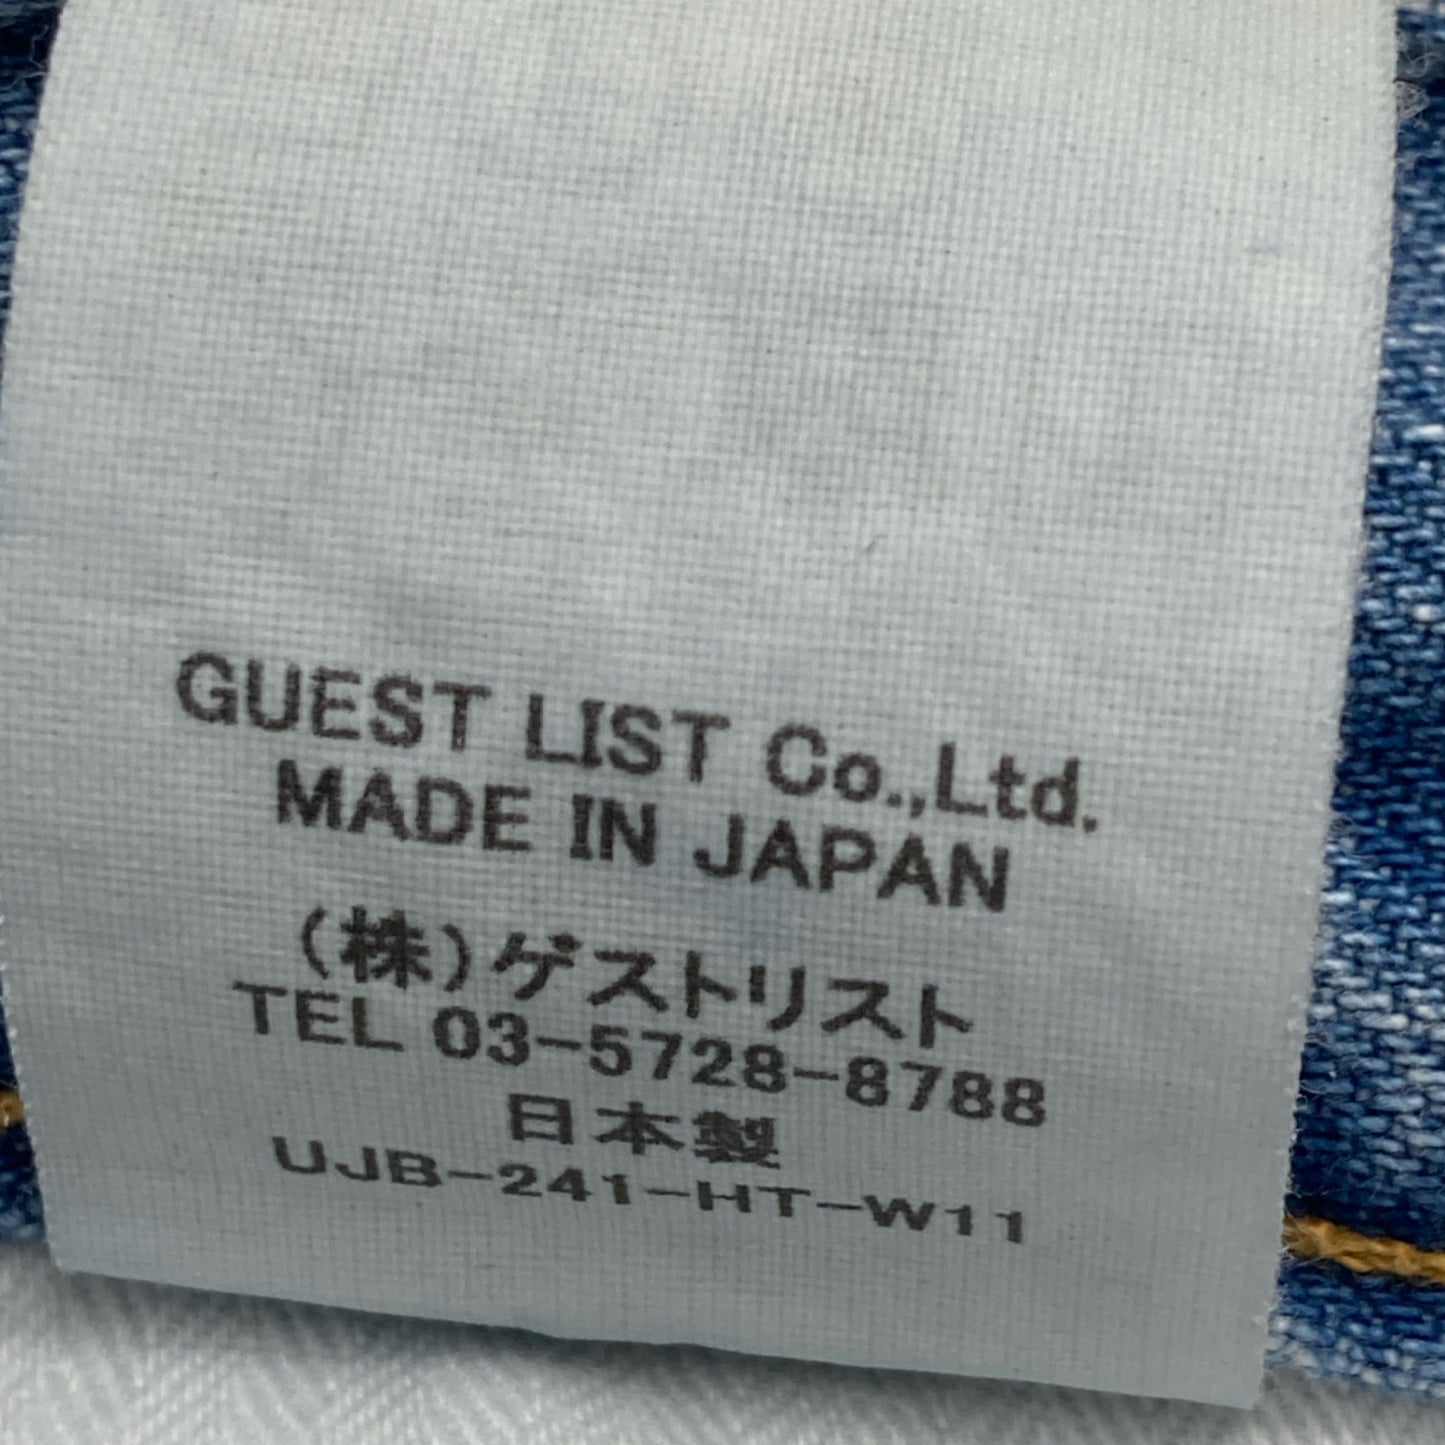 GUEST LIST Co.,Ltd.
MADE IN JAPAN
(株)ゲストリスト
TEL 03-5728-8788
日本製
UJB-241-HT-W11